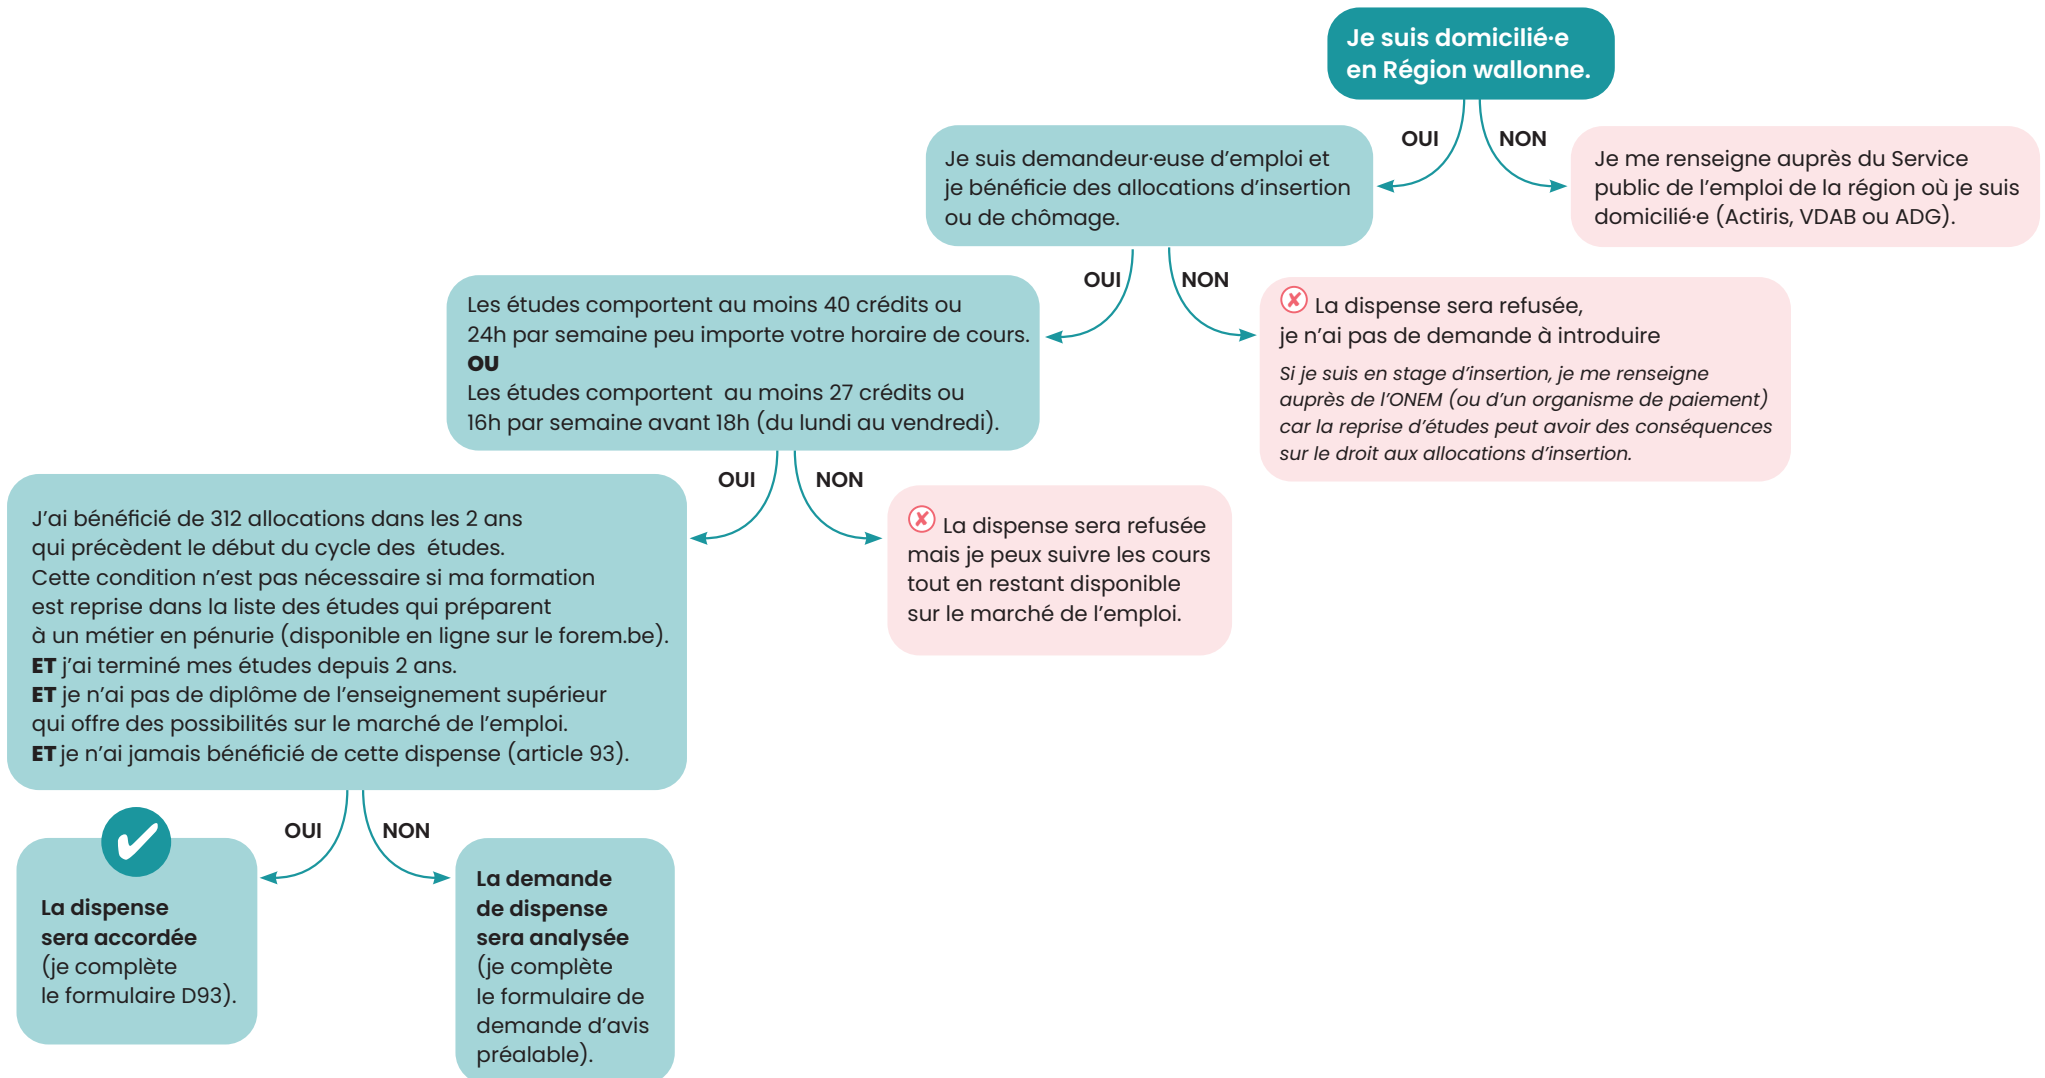 Je suis domicilié·e
en Région wallonne.
OUI
NON
Je suis demandeur·euse d’emploi et
je bénéficie des allocations d’insertion
ou de chômage.
Je me renseigne auprès du Service
public de l’emploi de la région où je suis
domicilié·e (Actiris, VDAB ou ADG).
OUI
NON
Les études comportent au moins 40 crédits ou
24h par semaine peu importe votre horaire de cours.
OU
Les études comportent au moins 27 crédits ou
16h par semaine avant 18h (du lundi au vendredi).
La dispense sera refusée,
je n’ai pas de demande à introduire
Si je suis en stage d’insertion, je me renseigne
auprès de l’ONEM (ou d’un organisme de paiement)
car la reprise d’études peut avoir des conséquences
sur le droit aux allocations d’insertion.
OUI
NON
J’ai bénéficié de 312 allocations dans les 2 ans
qui précèdent le début du cycle des études.
Cette condition n’est pas nécessaire si ma formation
est reprise dans la liste des études qui préparent
à un métier en pénurie (disponible en ligne sur le forem.be).
ET j’ai terminé mes études depuis 2 ans.
ET je n’ai pas de diplôme de l’enseignement supérieur
qui offre des possibilités sur le marché de l’emploi.
ET je n’ai jamais bénéficié de cette dispense (article 93).
La dispense sera refusée
mais je peux suivre les cours
tout en restant disponible
sur le marché de l’emploi.
OUI
NON
La dispense
sera accordée
(je complète
le formulaire D93).
La demande
de dispense
sera analysée
(je complète
le formulaire de
demande d’avis
préalable).